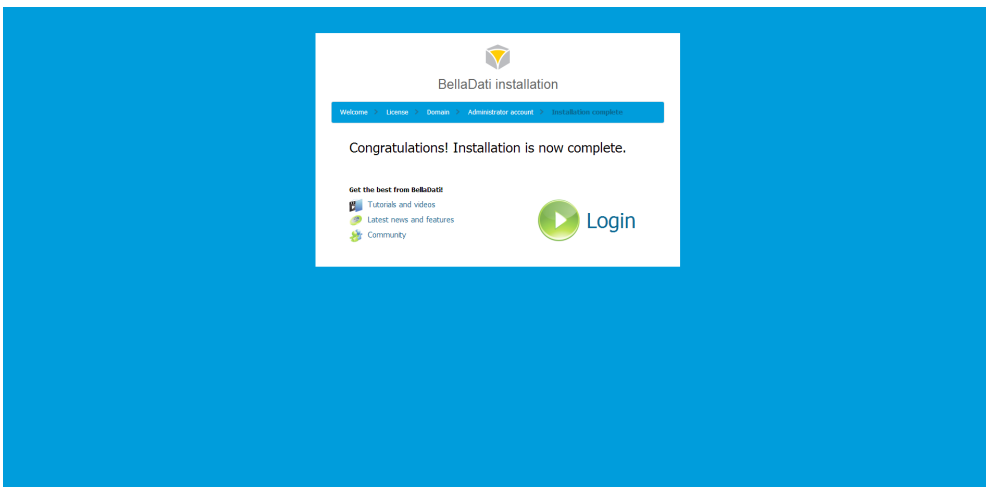 BellaDati installation
Welcome > License > Domain > Administrator account > Installation complete
Congratulations! Installation is now complete.
Get the best from BellaDati!
Tutorials and videos
Latest news and features
Community
Login